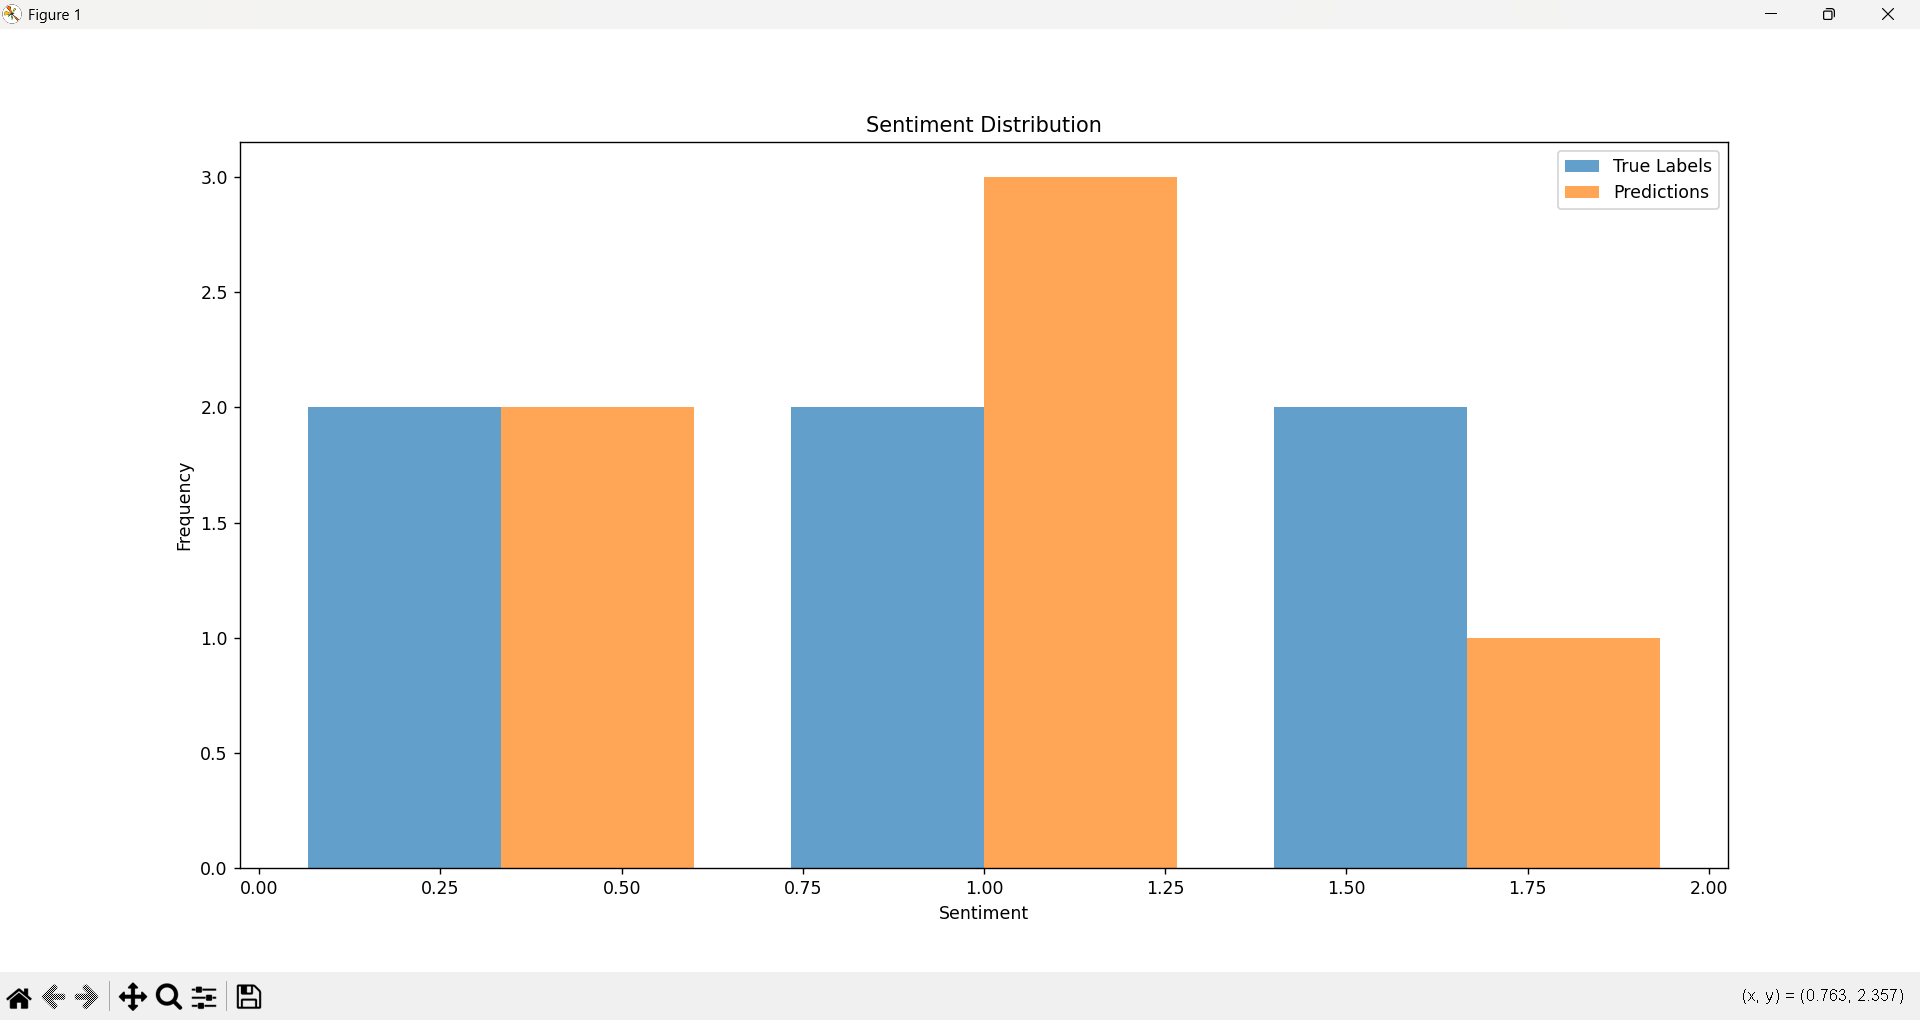 Figure 1
Sentiment Distribution
True Labels
Predictions
3.0
2.5
2.0
1.5
1.0
0.5
0.0
Frequency
0.00 0.25 0.50 0.75 1.00 1.25 1.50 1.75 2.00
Sentiment
(x, y) = (0.763, 2.357)